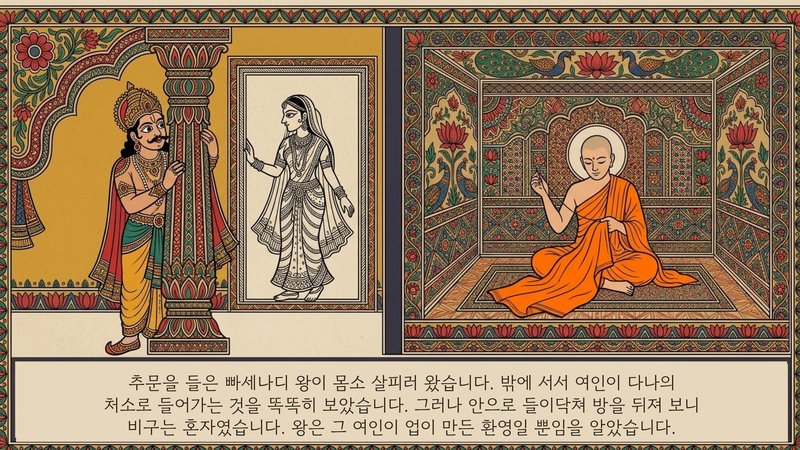 추문을 들은 빠세나디 왕이 몸소 살피러 왔습니다. 밖에 서서 여인이 다나의
처소로 들어가는 것을 똑똑히 보았습니다. 그러나 안으로 들이닥쳐 방을 뒤져 보니
비구는 혼자였습니다. 왕은 그 여인이 업이 만든 환영일 뿐임을 알았습니다.